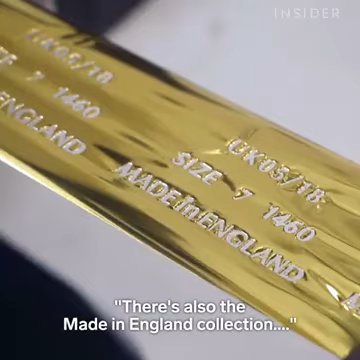 INSIDER
UK05/18
7 1460
ENGLAND
UK05/18
SIZE 7 1460
MADE In ENGLAND
"There's also the
Made in England collection...."